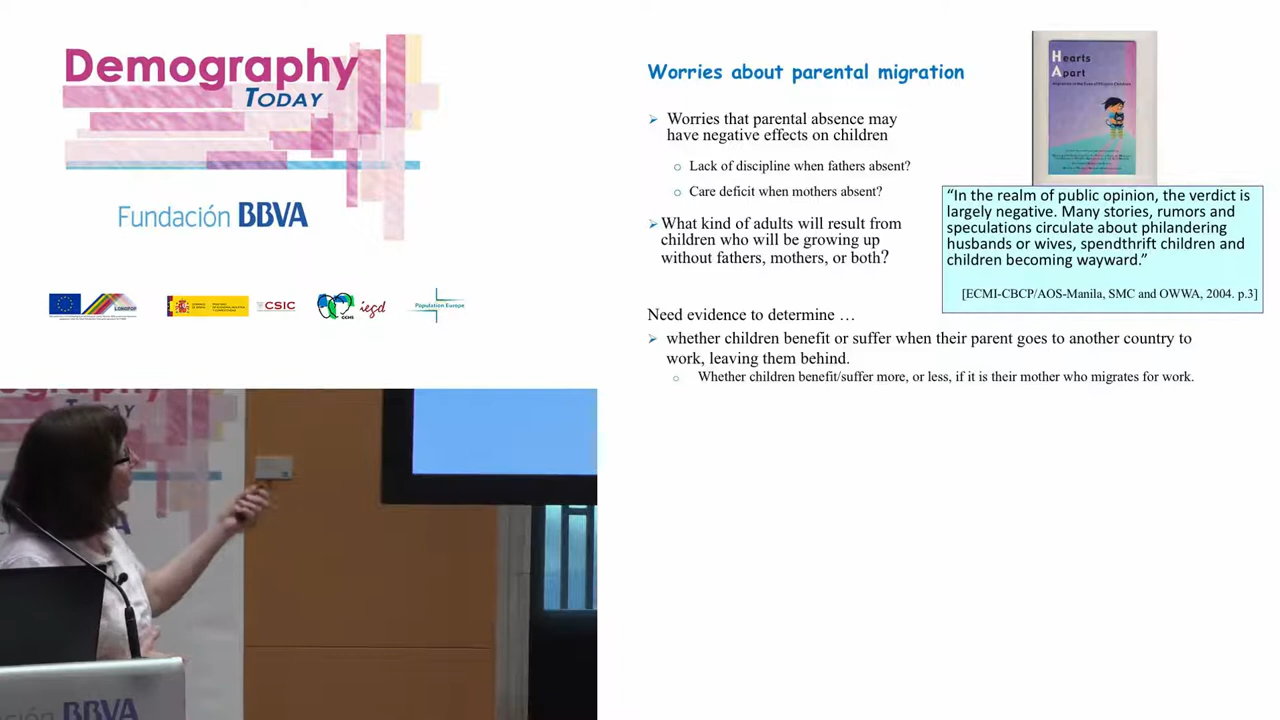 Demography
TODAY
Fundación BBVA
CSIC
CCHS
iegd
Population Europe
Worries about parental migration
Worries that parental absence may
have negative effects on children
Lack of discipline when fathers absent?
Care deficit when mothers absent?
What kind of adults will result from
children who will be growing up
without fathers, mothers, or both?
Hearts
Apart
“In the realm of public opinion, the verdict is
largely negative. Many stories, rumors and
speculations circulate about philandering
husbands or wives, spendthrift children and
children becoming wayward.”
[ECMI-CBCP/AOS-Manila, SMC and OWWA, 2004. p.3]
Need evidence to determine …
whether children benefit or suffer when their parent goes to another country to
work, leaving them behind.
Whether children benefit/suffer more, or less, if it is their mother who migrates for work.
BBVA